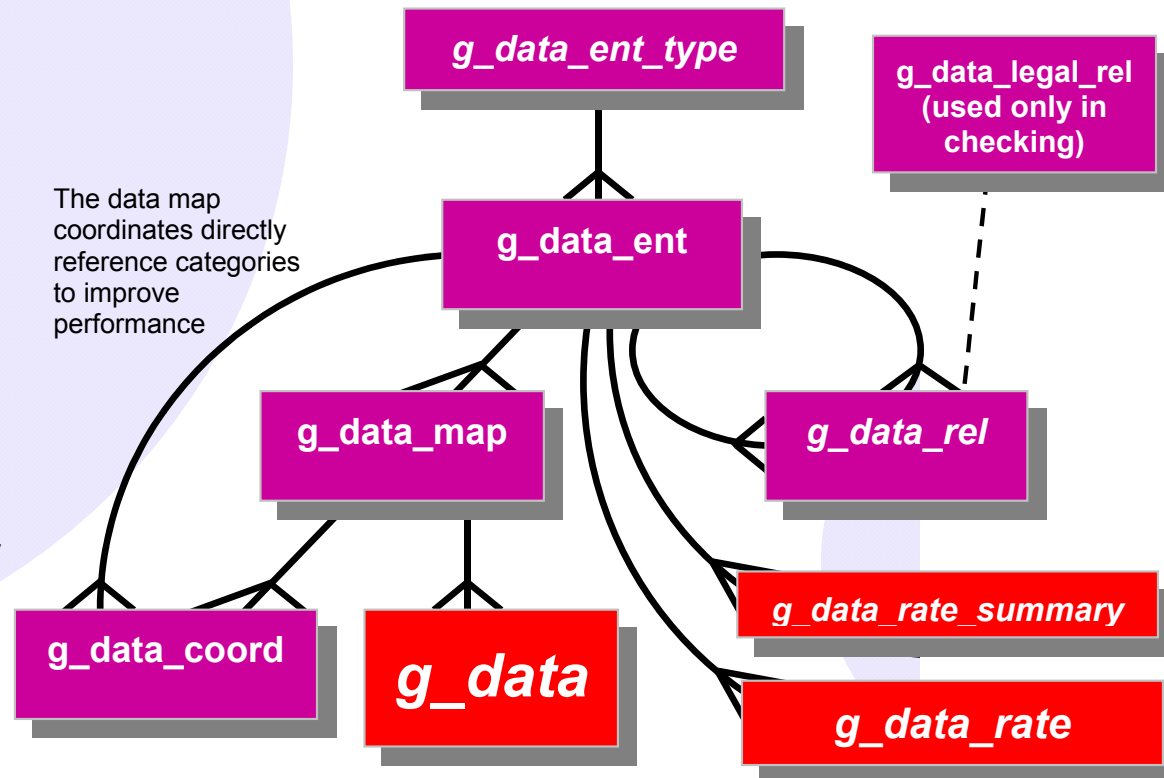 g_data_ent_type
g_data_legal_rel
(used only in
checking)
The data map
coordinates directly
reference categories
to improve
performance
g_data_ent
g_data_map
g_data_rel
g_data_coord
g_data
g_data_rate_summary
g_data_rate